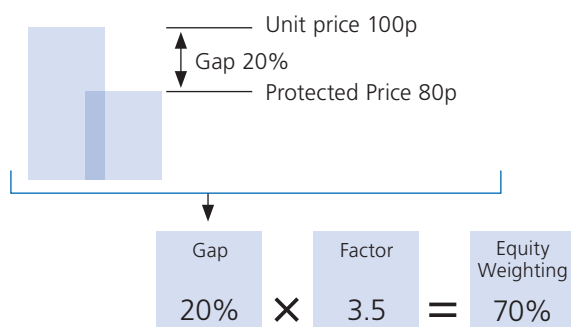 Unit price 100p
Gap 20%
Protected Price 80p
Gap
Factor
Equity
Weighting
20% × 3.5 = 70%